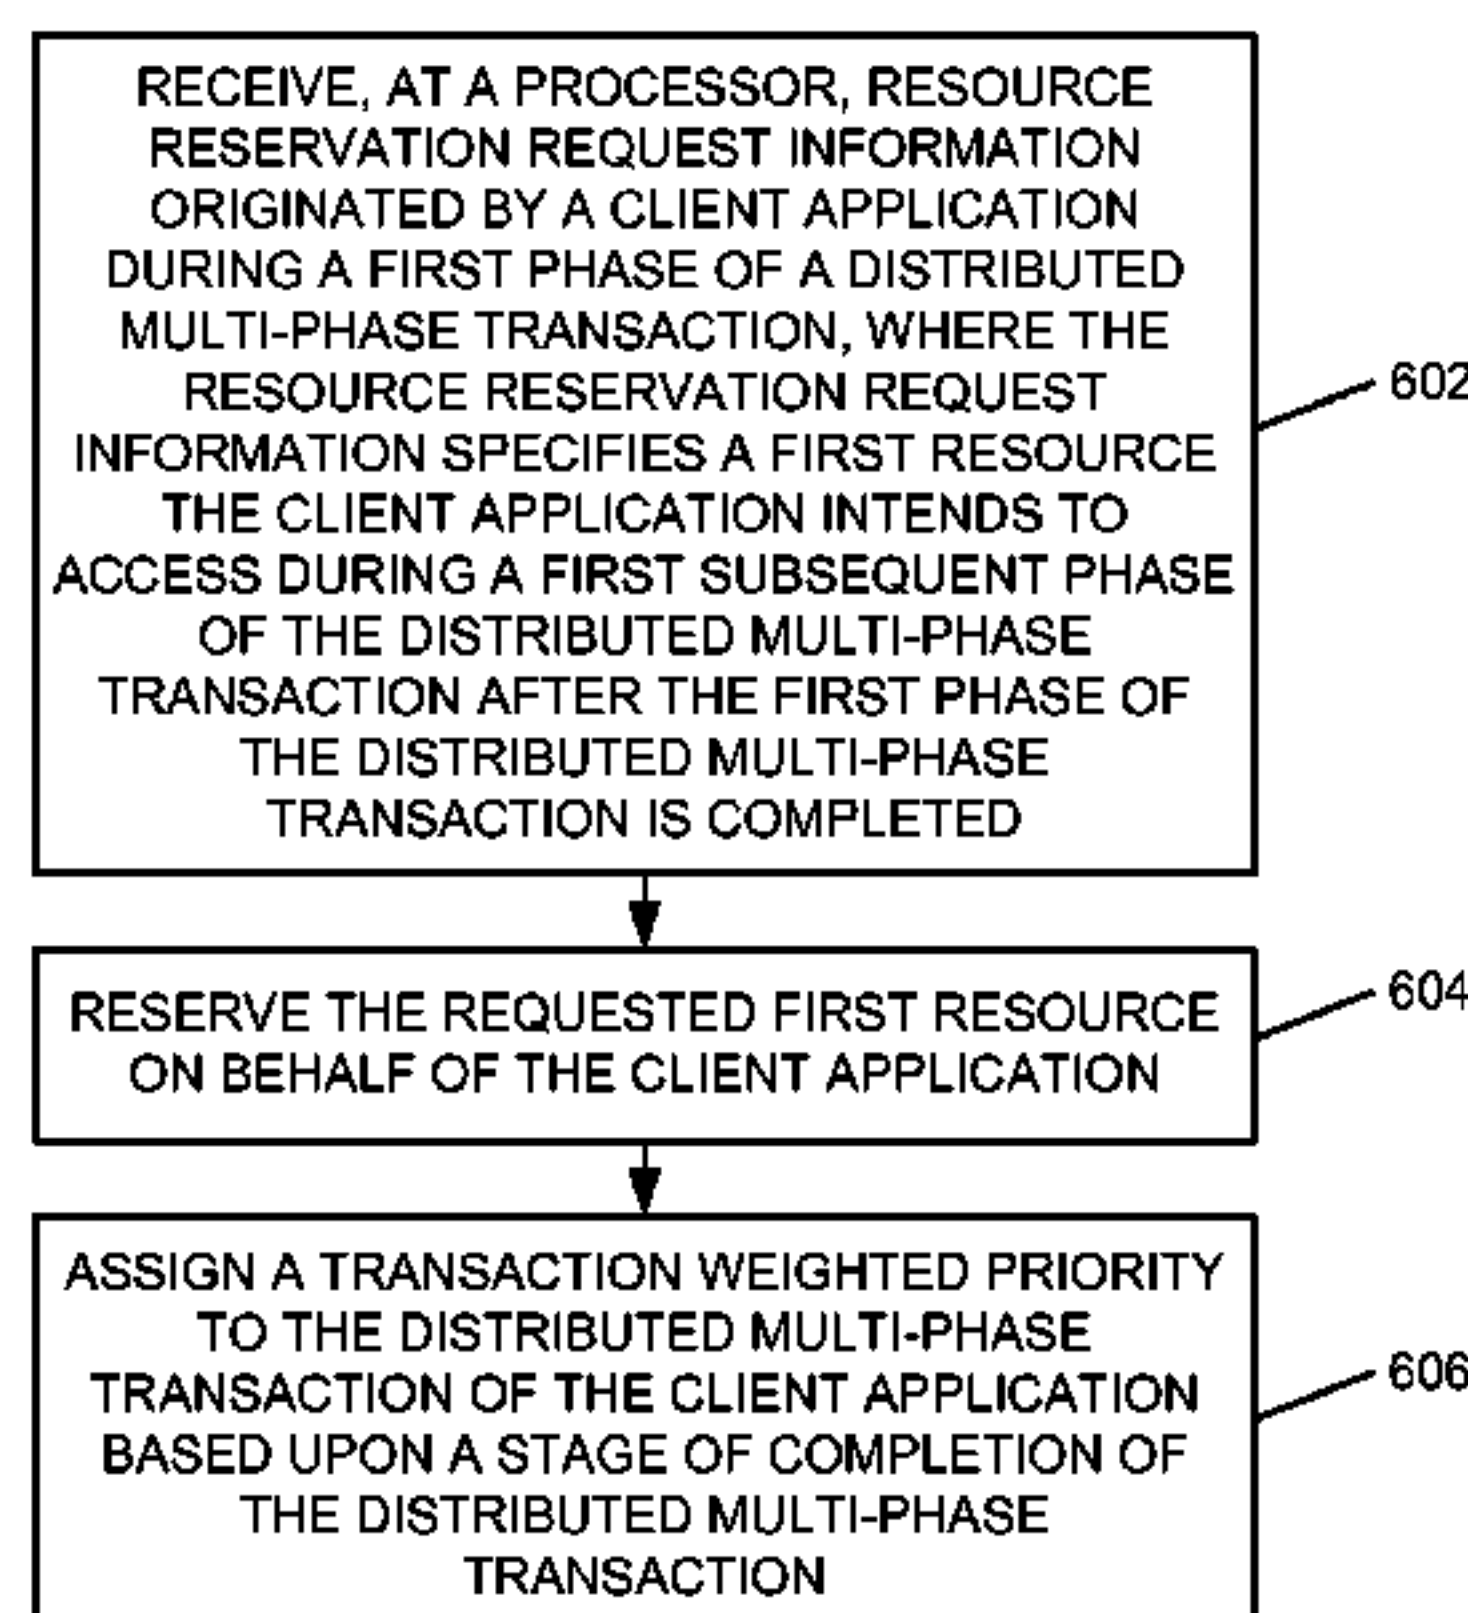 RECEIVE, AT A PROCESSOR, RESOURCE
RESERVATION REQUEST INFORMATION
ORIGINATED BY A CLIENT APPLICATION
DURING A FIRST PHASE OF A DISTRIBUTED
MULTI-PHASE TRANSACTION, WHERE THE
RESOURCE RESERVATION REQUEST
INFORMATION SPECIFIES A FIRST RESOURCE
THE CLIENT APPLICATION INTENDS TO
ACCESS DURING A FIRST SUBSEQUENT PHASE
OF THE DISTRIBUTED MULTI-PHASE
TRANSACTION AFTER THE FIRST PHASE OF
THE DISTRIBUTED MULTI-PHASE
TRANSACTION IS COMPLETED
602
RESERVE THE REQUESTED FIRST RESOURCE
ON BEHALF OF THE CLIENT APPLICATION
604
ASSIGN A TRANSACTION WEIGHTED PRIORITY
TO THE DISTRIBUTED MULTI-PHASE
TRANSACTION OF THE CLIENT APPLICATION
BASED UPON A STAGE OF COMPLETION OF
THE DISTRIBUTED MULTI-PHASE
TRANSACTION
606